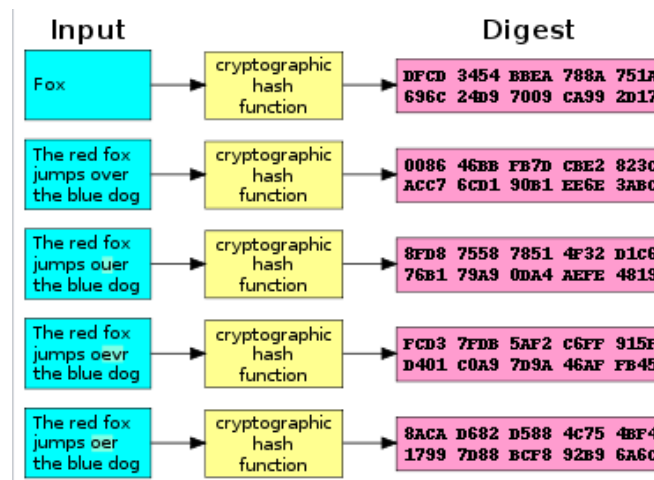 Input
Digest
Fox
cryptographic
hash
function
DFCD 3454 BBEA 788A 751A
696C 24D9 7009 CA99 2D17
The red fox
jumps over
the blue dog
cryptographic
hash
function
0086 46BB FB7D CBE2 823C
ACC7 6CD1 90B1 EE6E 3ABC
The red fox
jumps ouer
the blue dog
cryptographic
hash
function
8FD8 7558 7851 4F32 D1C6
76B1 79A9 0DA4 AEFE 4819
The red fox
jumps oevr
the blue dog
cryptographic
hash
function
FCD3 7FDB 5AF2 C6FF 915F
D401 C0A9 7D9A 46AF FB45
The red fox
jumps oer
the blue dog
cryptographic
hash
function
8ACA D682 D588 4C75 4BF4
1799 7D88 BCF8 92B9 6A6C